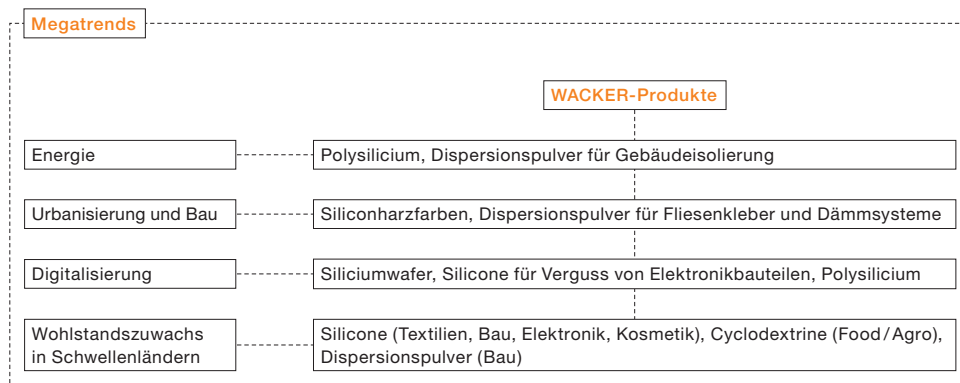 Megatrends
WACKER-Produkte
Energie
Polysilicium, Dispersionspulver für Gebäudeisolierung
Urbanisierung und Bau
Siliconharzfarben, Dispersionspulver für Fliesenkleber und Dämmsysteme
Digitalisierung
Siliciumwafer, Silicone für Verguss von Elektronikbauteilen, Polysilicium
Wohlstandszuwachs
in Schwellenländern
Silicone (Textilien, Bau, Elektronik, Kosmetik), Cyclodextrine (Food/Agro),
Dispersionspulver (Bau)